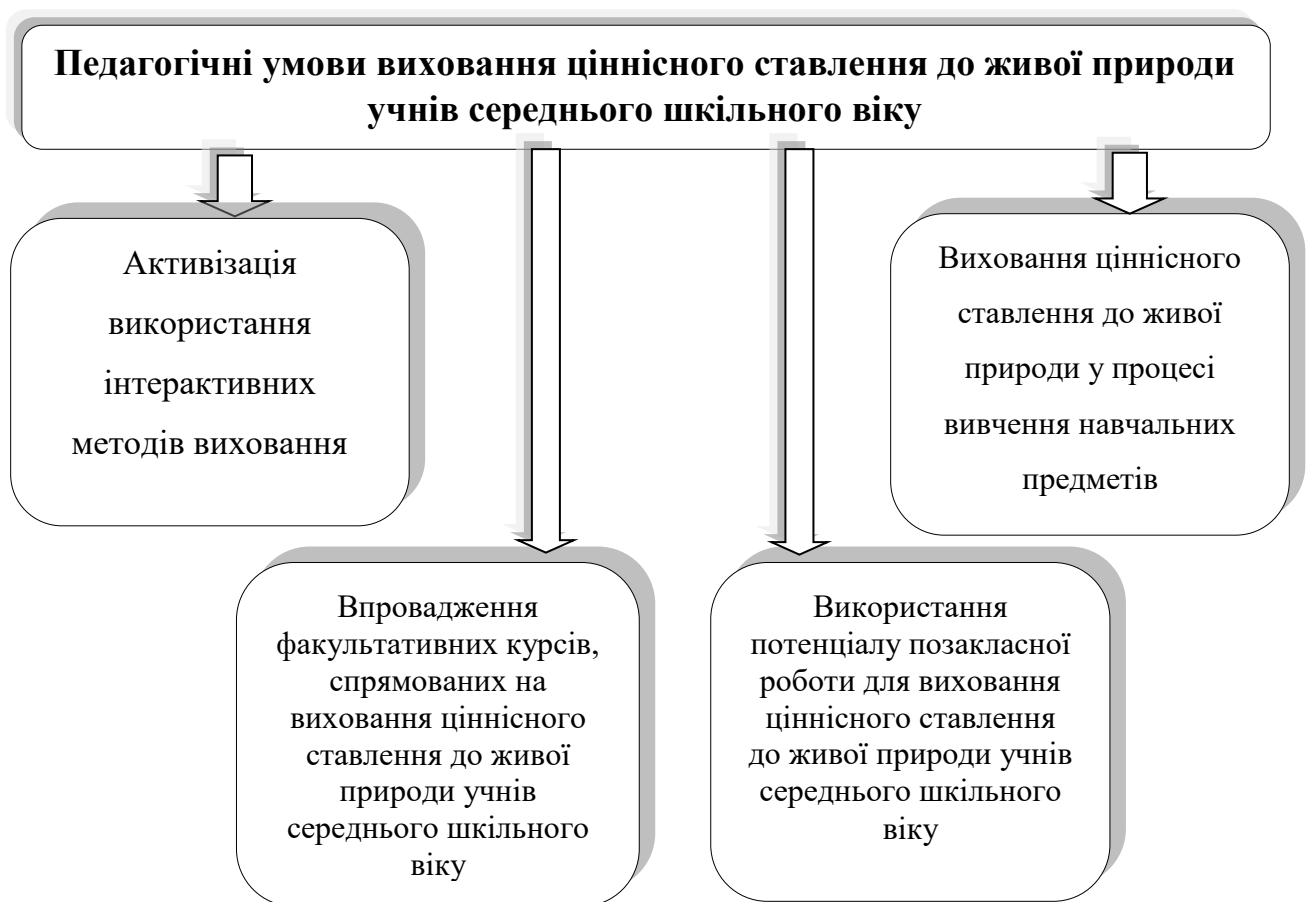 Педагогічні умови виховання ціннісного ставлення до живої природи
учнів середнього шкільного віку
Активізація
використання
інтерактивних
методів виховання
Виховання ціннісного
ставлення до живої
природи у процесі
вивчення навчальних
предметів
Впровадження
факультативних курсів,
спрямованих на
виховання ціннісного
ставлення до живої
природи учнів
середнього шкільного
віку
Використання
потенціалу позакласної
роботи для виховання
ціннісного ставлення
до живої природи учнів
середнього шкільного
віку